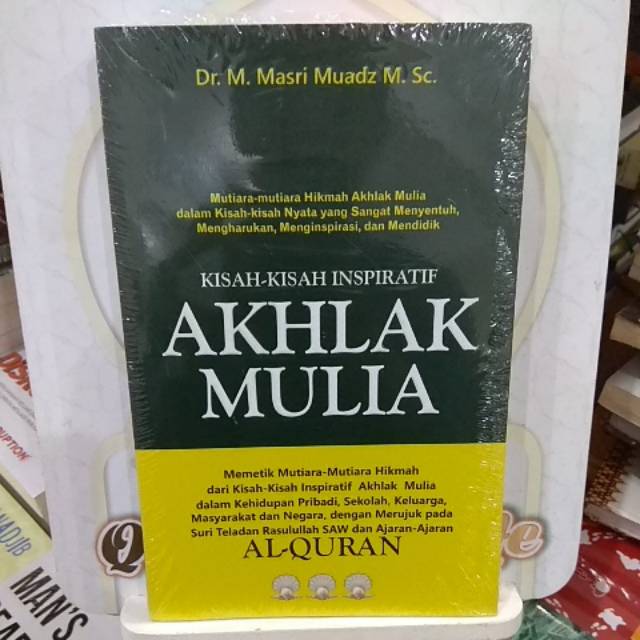 Dr. M. Masri Muadz M. Sc.
Mutiara-mutiara Hikmah Akhlak Mulia
dalam Kisah-kisah Nyata yang Sangat Menyentuh,
Mengharukan, Menginspirasi, dan Mendidik
KISAH-KISAH INSPIRATIF
AKHLAK
MULIA
Memetik Mutiara-Mutiara Hikmah
dari Kisah-Kisah Inspiratif Akhlak Mulia
dalam Kehidupan Pribadi, Sekolah, Keluarga,
Masyarakat dan Negara, dengan Merujuk pada
Suri Teladan Rasulullah SAW dan Ajaran-Ajaran
AL-QURAN
MAN'S